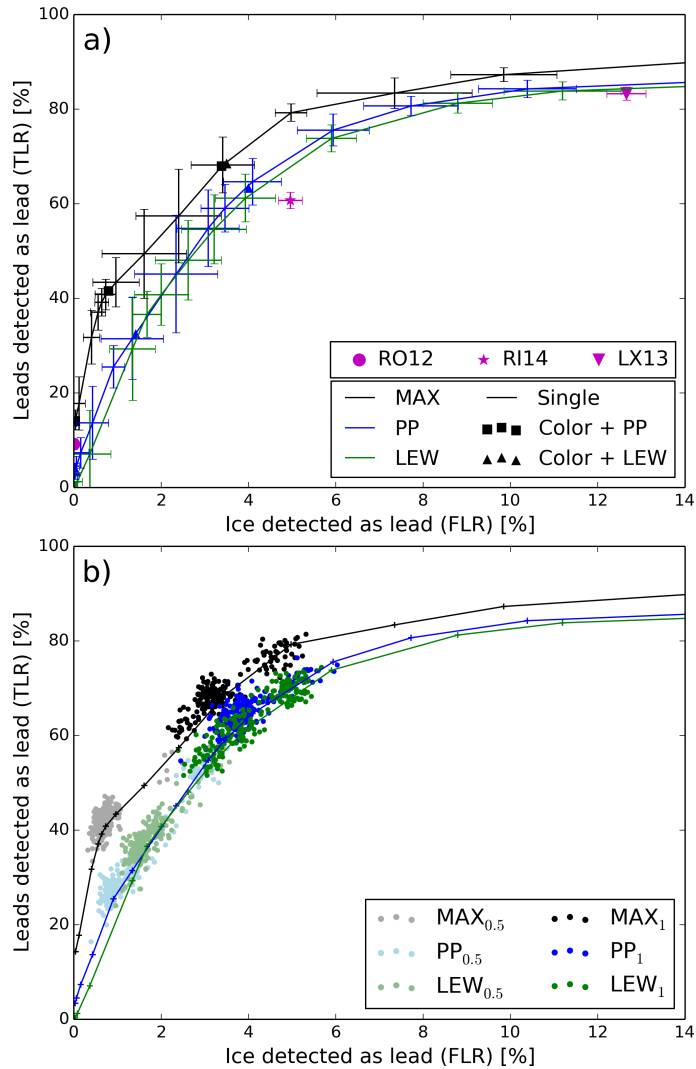 100
80
60
40
20
0
Leads detected as lead (TLR) [%]
a)
RO12 RI14 LX13
MAX Single
PP Color + PP
LEW Color + LEW
0 2 4 6 8 10 12 14
Ice detected as lead (FLR) [%]
100
80
60
40
20
0
Leads detected as lead (TLR) [%]
b)
MAX0.5 MAX1
PP0.5 PP1
LEW0.5 LEW1
0 2 4 6 8 10 12 14
Ice detected as lead (FLR) [%]